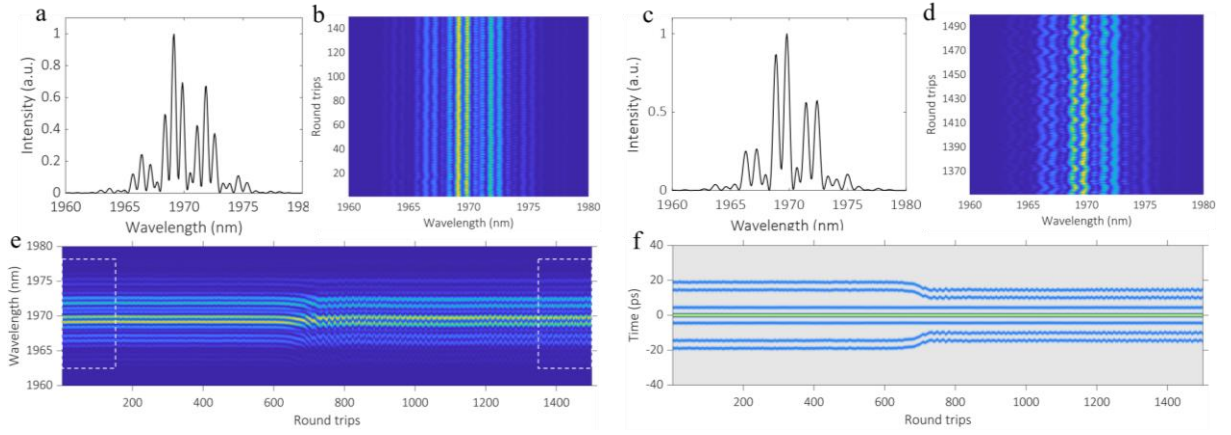 a
Intensity (a.u.)
1
0.8
0.6
0.4
0.2
0
1960 1965 1970 1975 198
Wavelength (nm)
b
Round trips
140
120
100
80
60
40
20
1960 1965 1970 1975 1980
Wavelength (nm)
c
Intensity (a.u.)
1
0.5
0
1960 1965 1970 1975 1980
Wavelength (nm)
d
Round trips
1490
1470
1450
1430
1410
1390
1370
1960 1965 1970 1975 1980
Wavelength (nm)
e
Wavelength (nm)
1980
1975
1970
1965
1960
200 400 600 800 1000 1200 1400
Round trips
f
Time (ps)
40
20
0
-20
-40
200 400 600 800 1000 1200 1400
Round trips